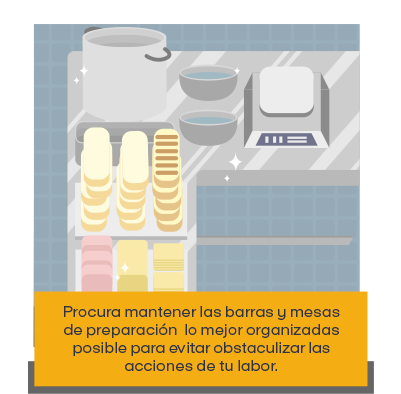 Procura mantener las barras y mesas
de preparación lo mejor organizadas
posible para evitar obstaculizar las
acciones de tu labor.